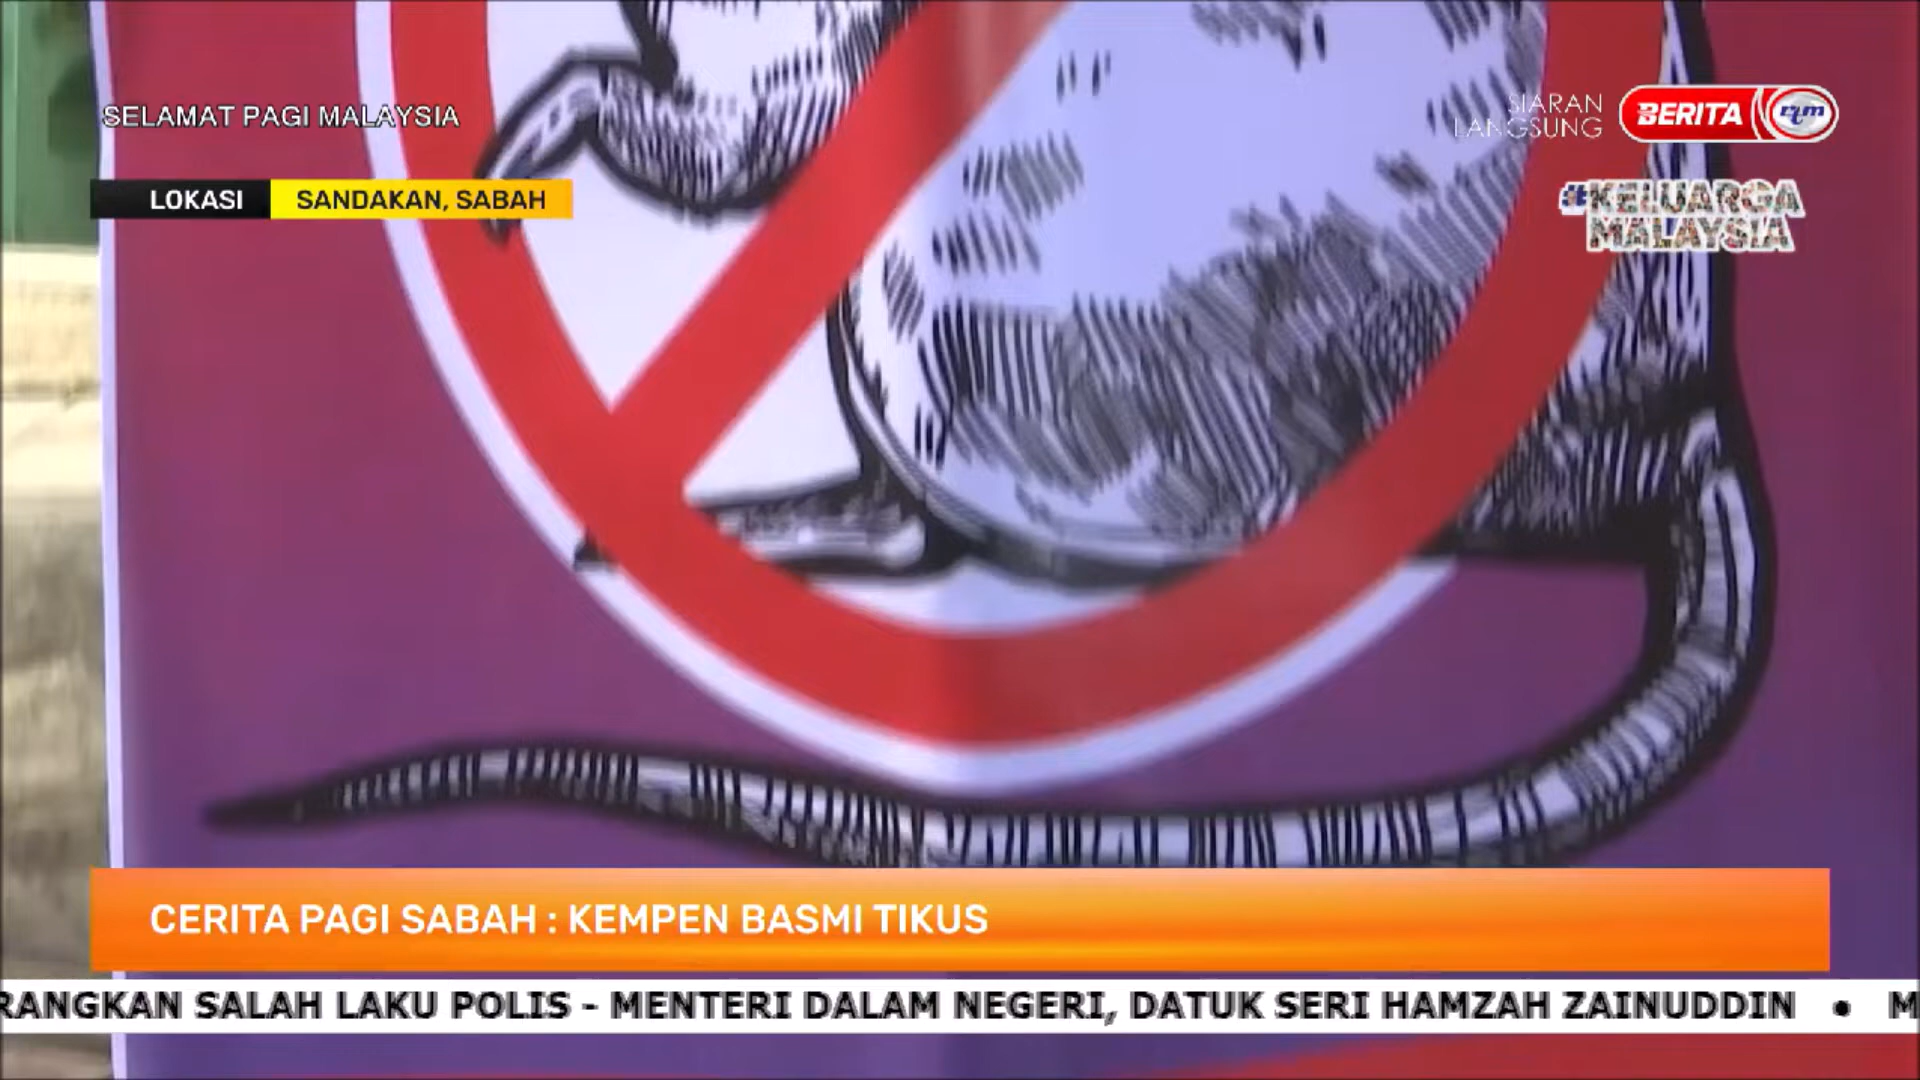 SELAMAT PAGI MALAYSIA
SIARAN
LANGSUNG
BERITA rtm
LOKASI SANDAKAN, SABAH
#KELUARGA
MALAYSIA
CERITA PAGI SABAH : KEMPEN BASMI TIKUS
RANGKAN SALAH LAKU POLIS - MENTERI DALAM NEGERI, DATUK SERI HAMZAH ZAINUDDIN • M